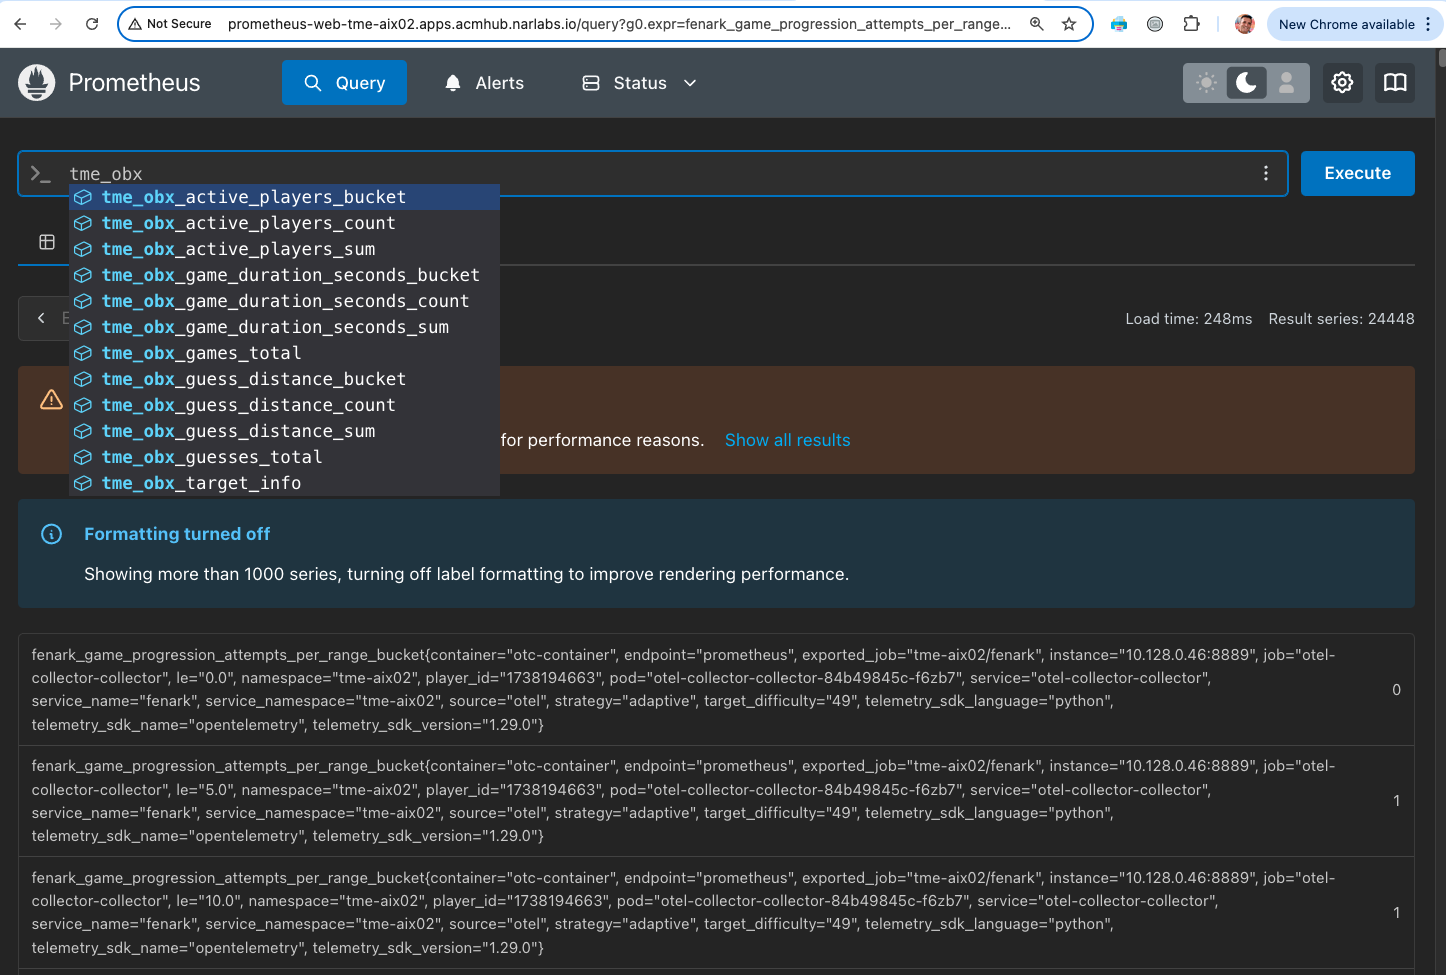 Not Secure prometheus-web-tme-aix02.apps.acmhub.narlabs.io/query?g0.expr=fenark_game_progression_attempts_per_range... New Chrome available
Prometheus Query Alerts Status
>_ tme_obx Execute
tme_obx_active_players_bucket
tme_obx_active_players_count
tme_obx_active_players_sum
tme_obx_game_duration_seconds_bucket
tme_obx_game_duration_seconds_count
tme_obx_game_duration_seconds_sum
tme_obx_games_total
tme_obx_guess_distance_bucket
tme_obx_guess_distance_count
tme_obx_guess_distance_sum
tme_obx_guesses_total
tme_obx_target_info
Load time: 248ms Result series: 24448
for performance reasons. Show all results
Formatting turned off
Showing more than 1000 series, turning off label formatting to improve rendering performance.
fenark_game_progression_attempts_per_range_bucket{container="otc-container", endpoint="prometheus", exported_job="tme-aix02/fenark", instance="10.128.0.46:8889", job="otel-
collector-collector", le="0.0", namespace="tme-aix02", player_id="1738194663", pod="otel-collector-collector-84b49845c-f6zb7", service="otel-collector-collector",
service_name="fenark", service_namespace="tme-aix02", source="otel", strategy="adaptive", target_difficulty="49", telemetry_sdk_language="python",
telemetry_sdk_name="opentelemetry", telemetry_sdk_version="1.29.0"}
0
fenark_game_progression_attempts_per_range_bucket{container="otc-container", endpoint="prometheus", exported_job="tme-aix02/fenark", instance="10.128.0.46:8889", job="otel-
collector-collector", le="5.0", namespace="tme-aix02", player_id="1738194663", pod="otel-collector-collector-84b49845c-f6zb7", service="otel-collector-collector",
service_name="fenark", service_namespace="tme-aix02", source="otel", strategy="adaptive", target_difficulty="49", telemetry_sdk_language="python",
telemetry_sdk_name="opentelemetry", telemetry_sdk_version="1.29.0"}
1
fenark_game_progression_attempts_per_range_bucket{container="otc-container", endpoint="prometheus", exported_job="tme-aix02/fenark", instance="10.128.0.46:8889", job="otel-
collector-collector", le="10.0", namespace="tme-aix02", player_id="1738194663", pod="otel-collector-collector-84b49845c-f6zb7", service="otel-collector-collector",
service_name="fenark", service_namespace="tme-aix02", source="otel", strategy="adaptive", target_difficulty="49", telemetry_sdk_language="python",
telemetry_sdk_name="opentelemetry", telemetry_sdk_version="1.29.0"}
1